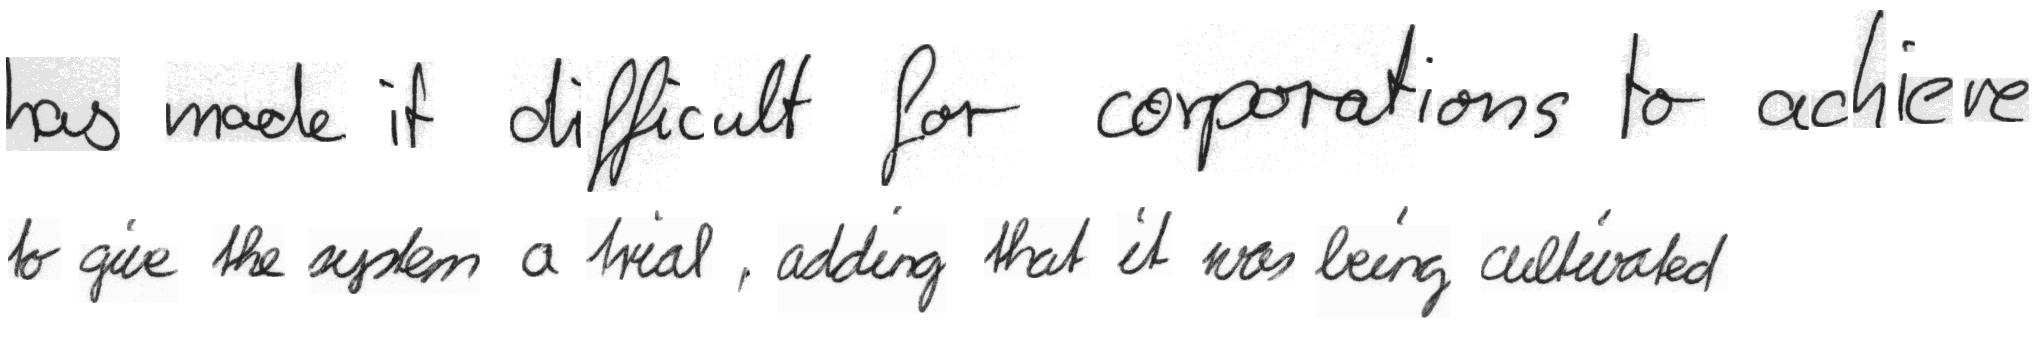 has made it difficult for corporations to achieve
to give the system a trial, adding that it was being cultivated